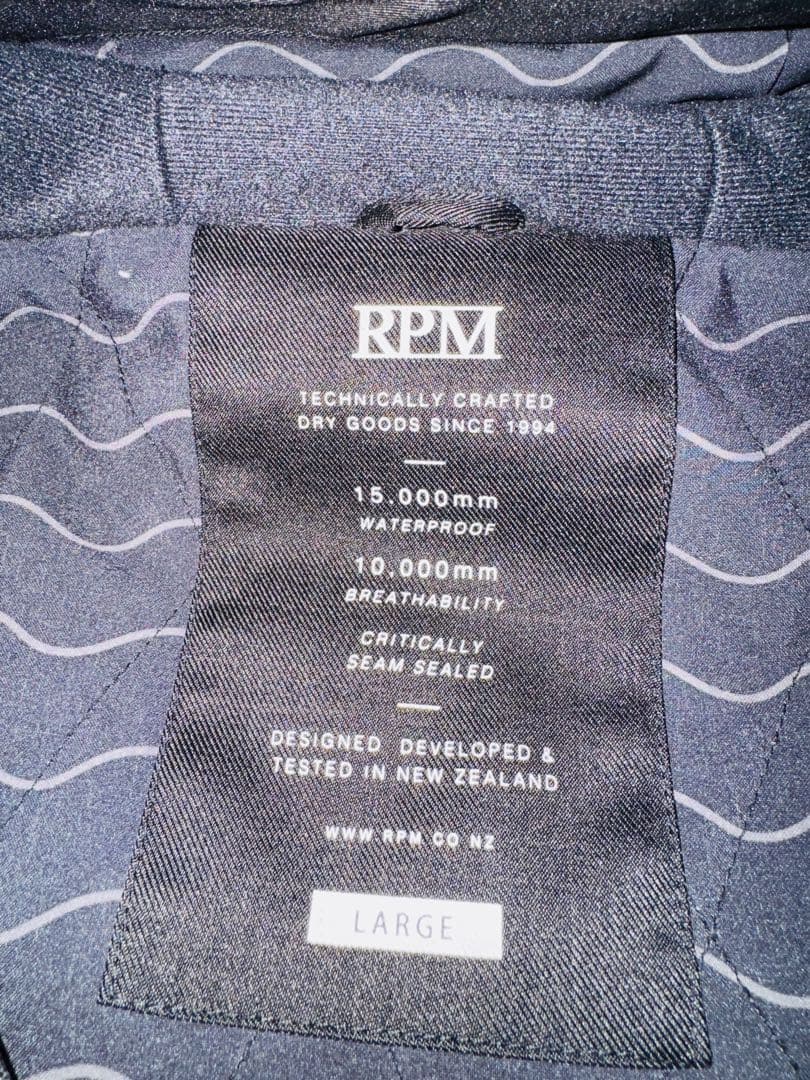 RPM
TECHNICALLY CRAFTED
DRY GOODS SINCE 1994
15.000mm
WATERPROOF
10,000mm
BREATHABILITY
CRITICALLY
SEAM SEALED
DESIGNED DEVELOPED &
TESTED IN NEW ZEALAND
WWW.RPM.CO.NZ
LARGE